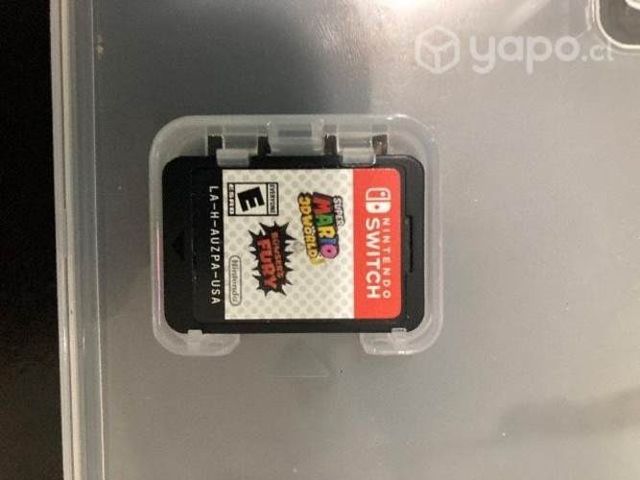 yapo.cl
NINTENDO
SWITCH
SUPER
MARIO
3D WORLD
BOWSER'S
FURY
EVERYONE
E
ESRB
Nintendo
LA-H-AUZPA-USA